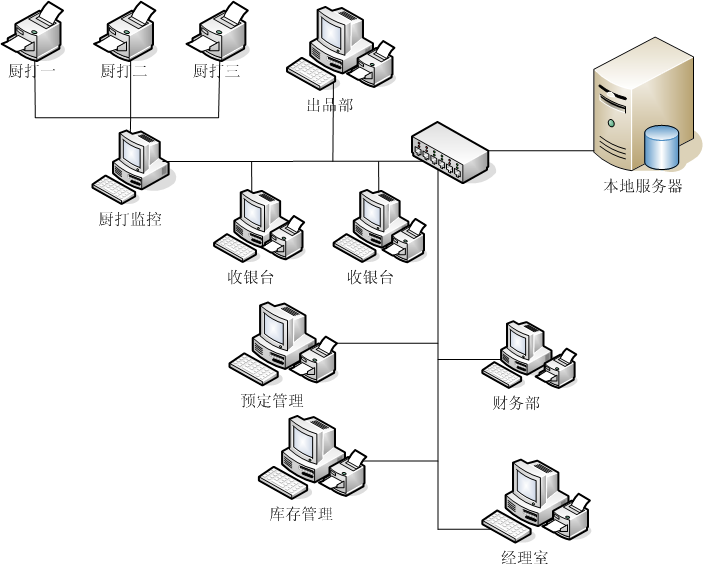 厨打一
厨打二
厨打三
出品部
本地服务器
厨打监控
收银台
收银台
预定管理
财务部
库存管理
经理室